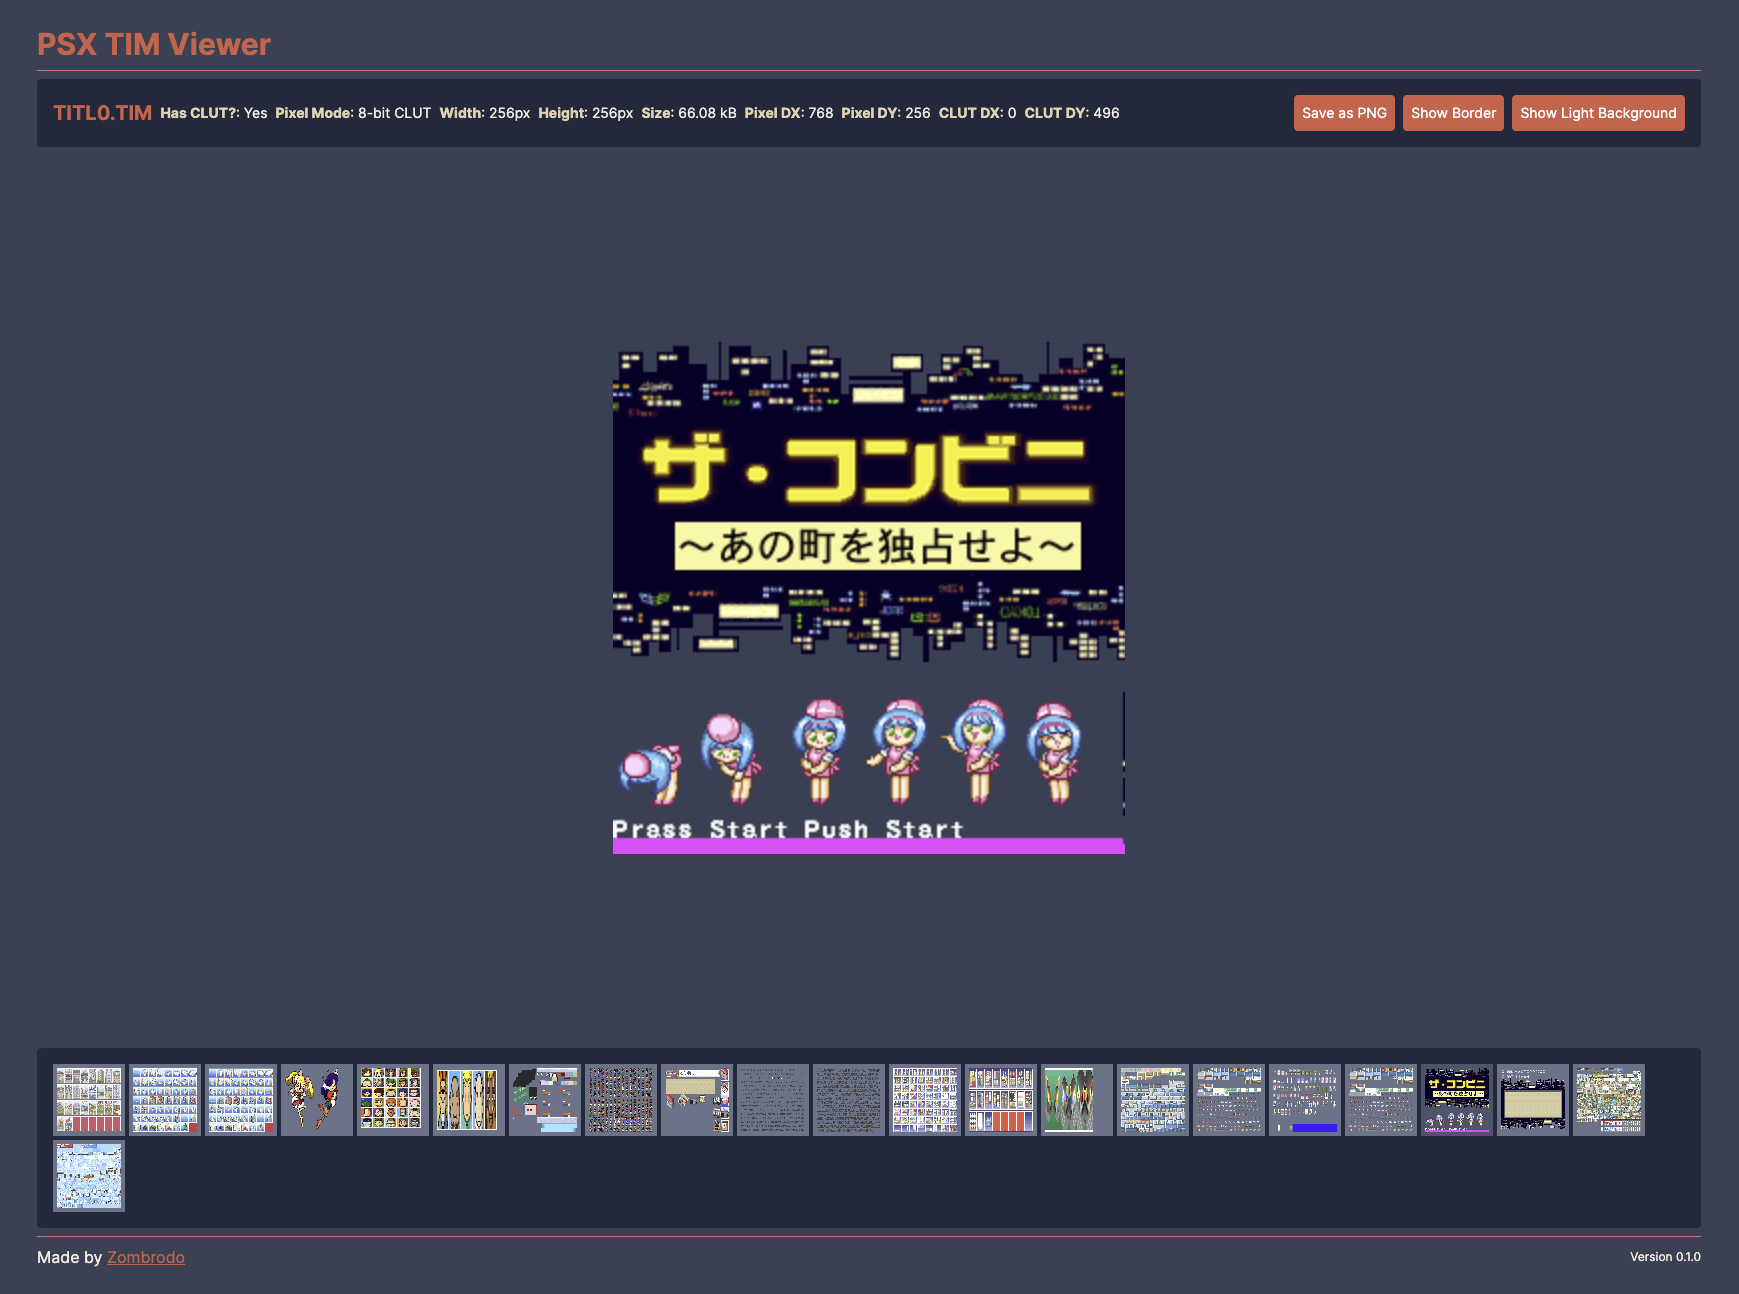 PSX TIM Viewer
TITL0.TIM Has CLUT?: Yes Pixel Mode: 8-bit CLUT Width: 256px Height: 256px Size: 66.08 kB Pixel DX: 768 Pixel DY: 256 CLUT DX: 0 CLUT DY: 496
Save as PNG Show Border Show Light Background
ザ・コンビニ
～あの町を独占せよ～
Prass Start Push Start
Made by Zombrodo
Version 0.1.0